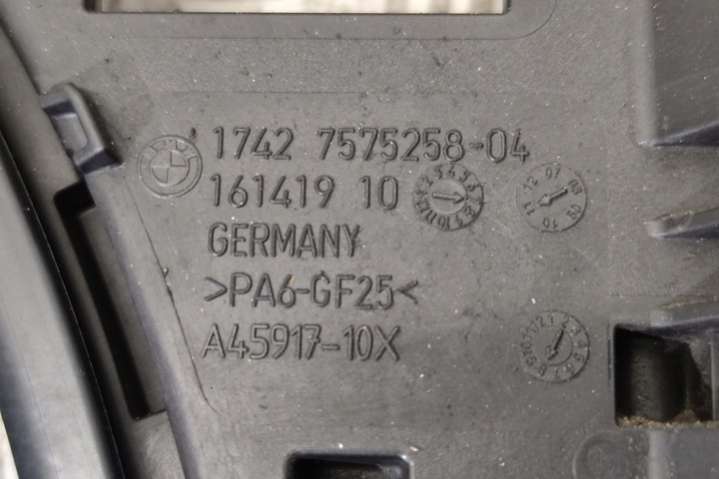 1742 7575258-04
161419 10
GERMANY
>PA6-GF25<
A45917-10X